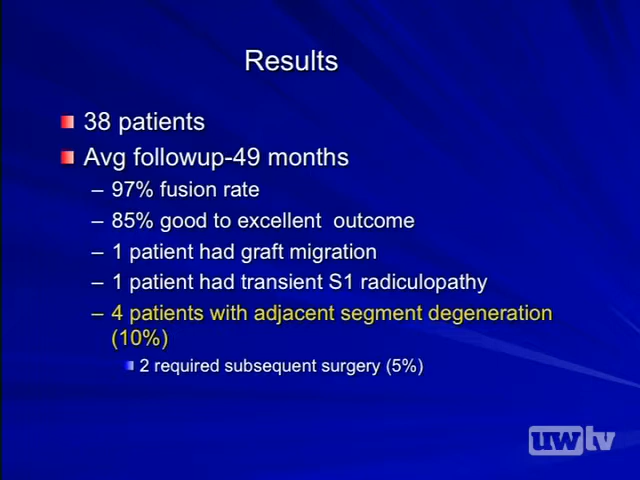 Results
38 patients
Avg followup-49 months
– 97% fusion rate
– 85% good to excellent outcome
– 1 patient had graft migration
– 1 patient had transient S1 radiculopathy
– 4 patients with adjacent segment degeneration
(10%)
2 required subsequent surgery (5%)
uwtv